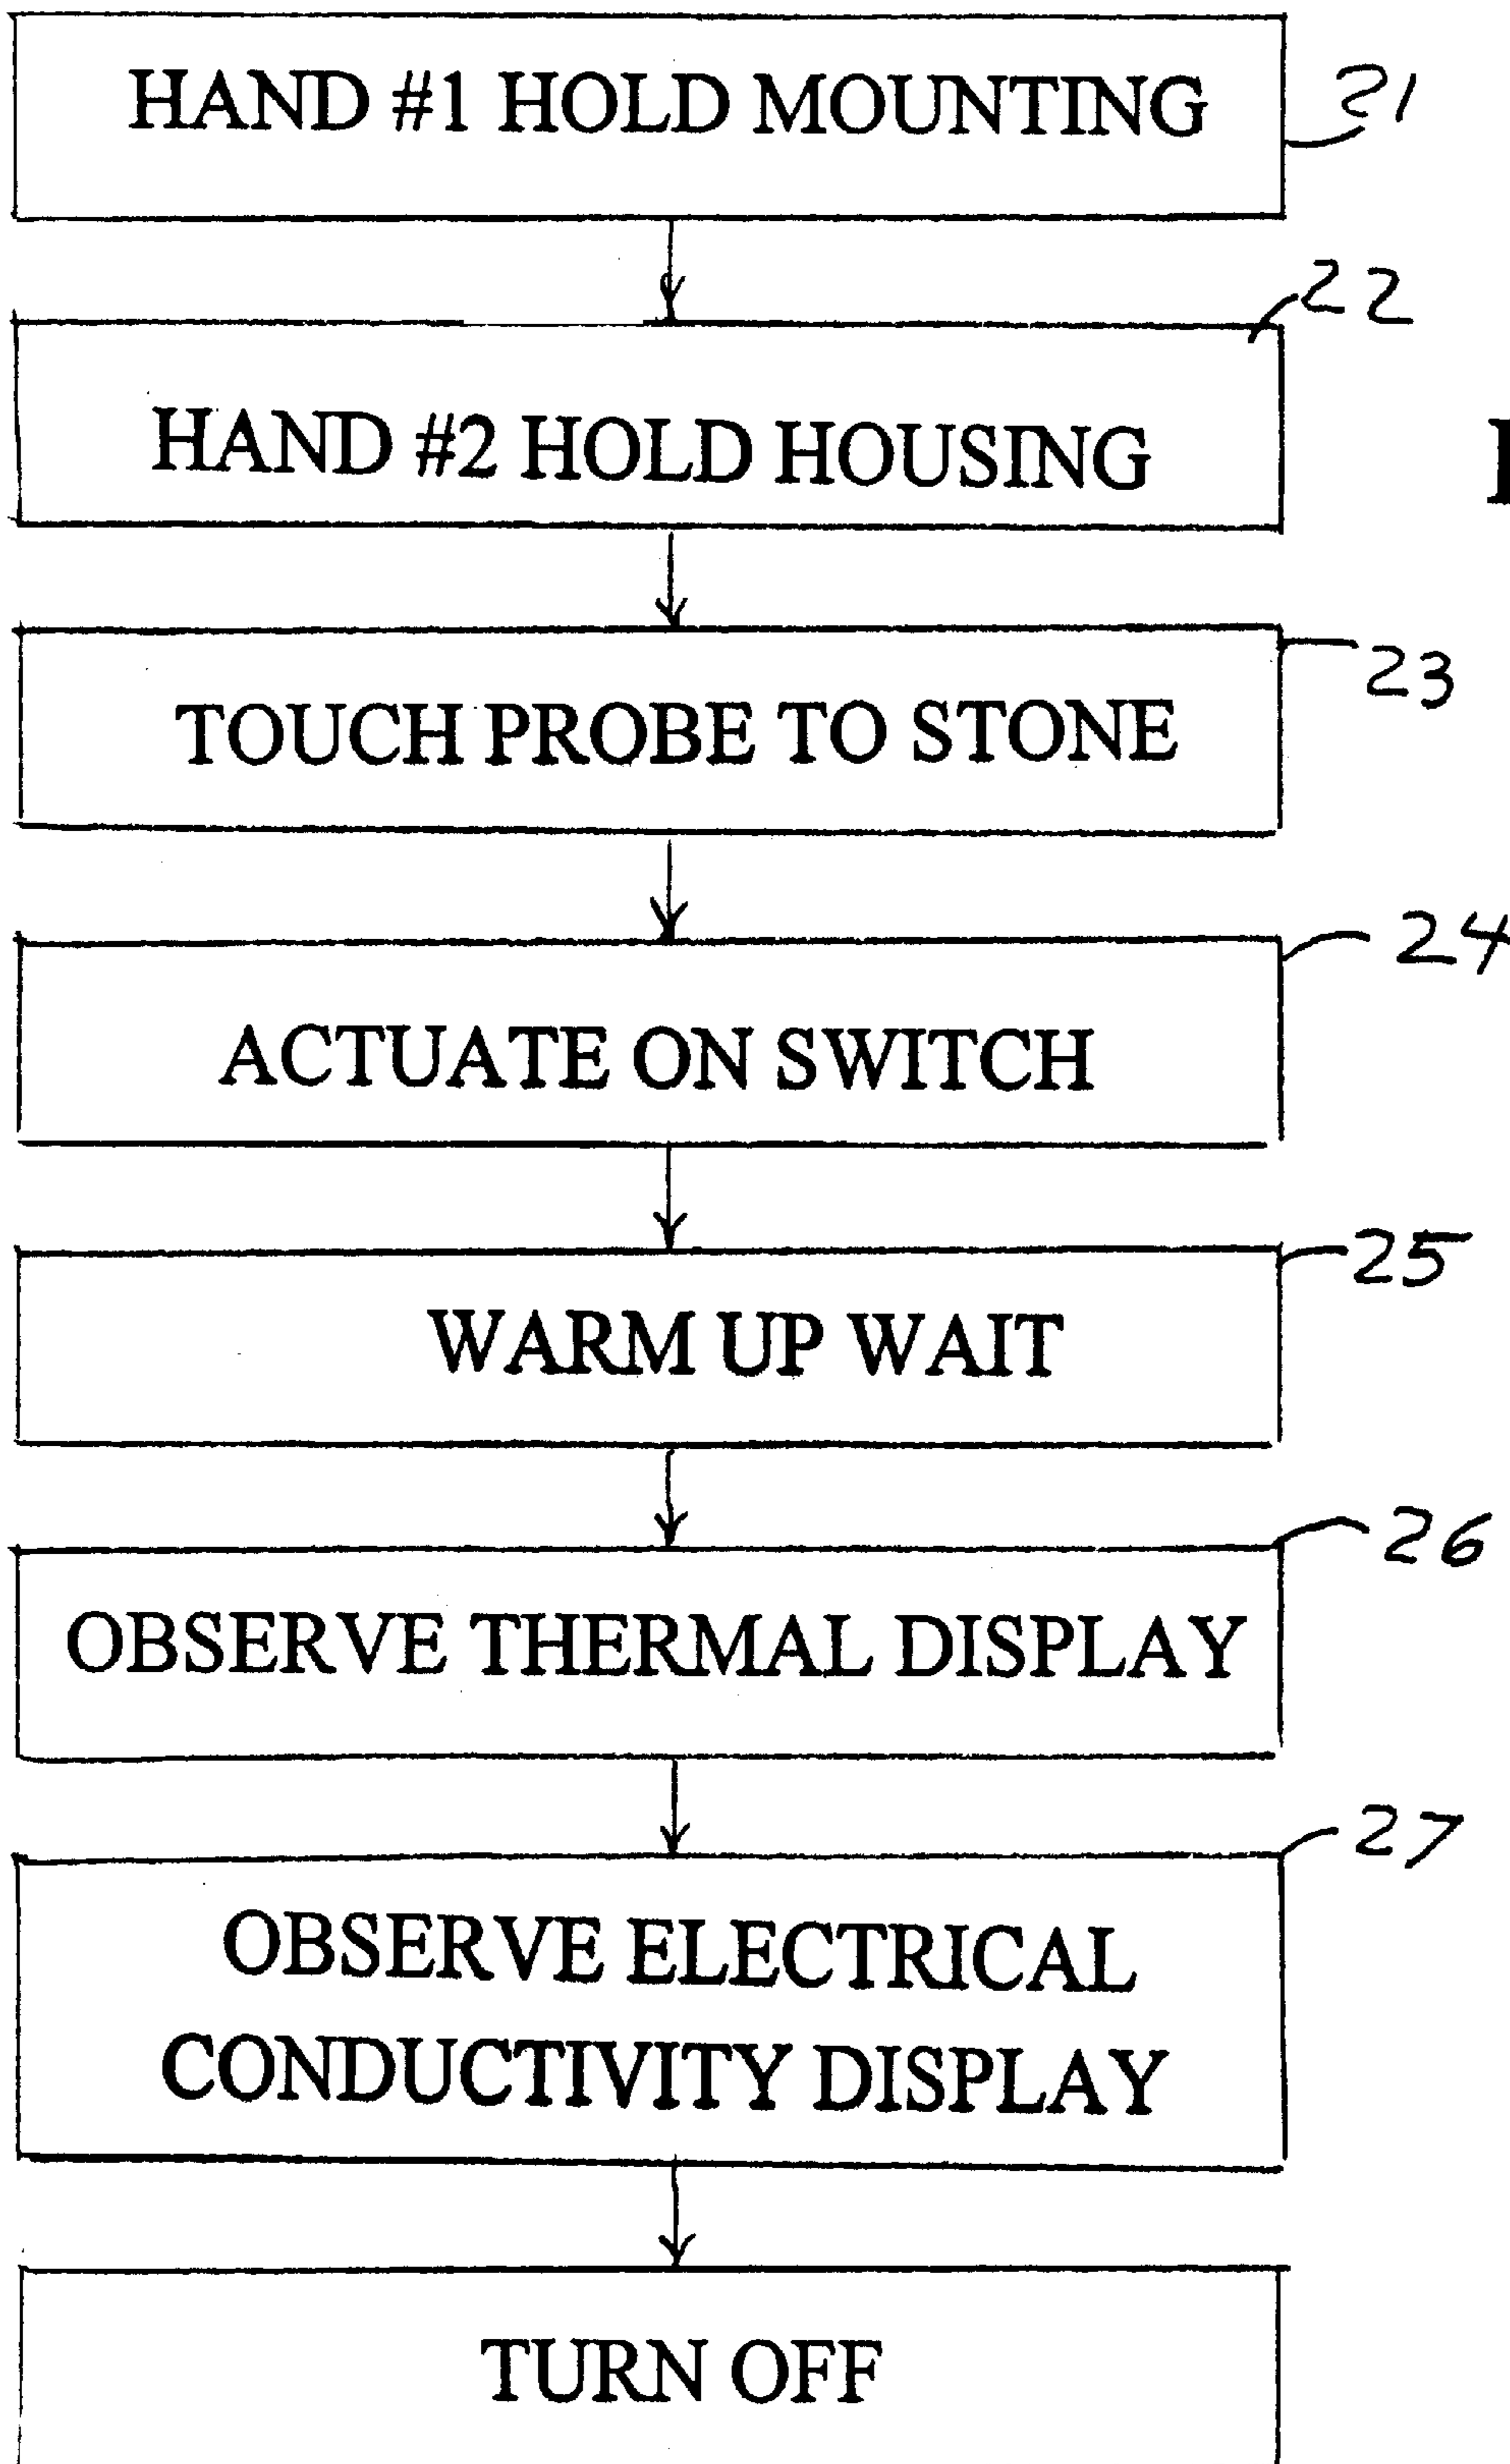 HAND #1 HOLD MOUNTING
21
22
HAND #2 HOLD HOUSING
23
TOUCH PROBE TO STONE
24
ACTUATE ON SWITCH
25
WARM UP WAIT
26
OBSERVE THERMAL DISPLAY
27
OBSERVE ELECTRICAL
CONDUCTIVITY DISPLAY
TURN OFF